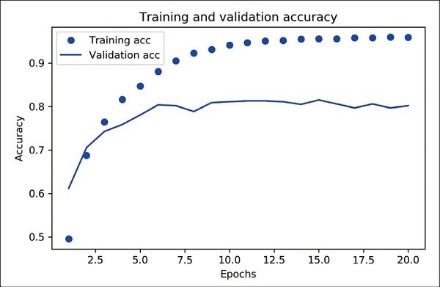 Training and validation accuracy
Training acc
Validation acc
0.9
0.8
0.7
0.6
0.5
Accuracy
2.5 5.0 7.5 10.0 12.5 15.0 17.5 20.0
Epochs